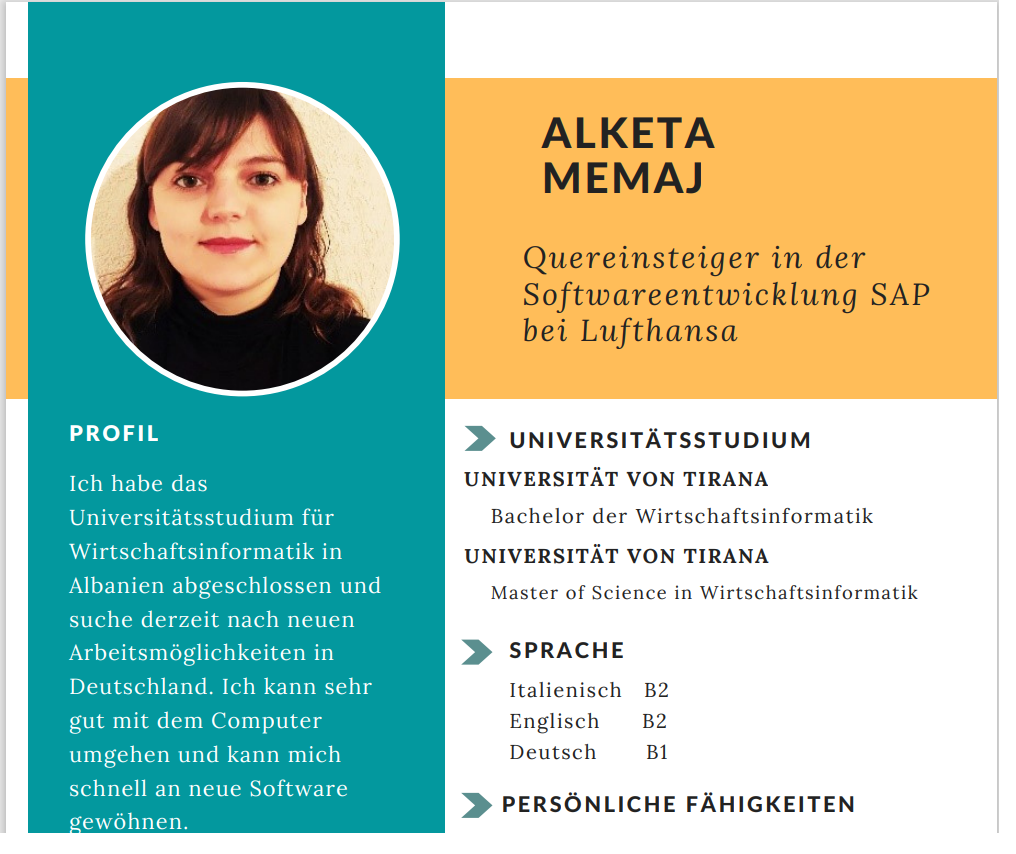 ALKETA
MEMAJ
Quereinsteiger in der
Softwareentwicklung SAP
bei Lufthansa
PROFIL
Ich habe das
Universitätsstudium für
Wirtschaftsinformatik in
Albanien abgeschlossen und
suche derzeit nach neuen
Arbeitsmöglichkeiten in
Deutschland. Ich kann sehr
gut mit dem Computer
umgehen und kann mich
schnell an neue Software
gewöhnen.
UNIVERSITÄTSSTUDIUM
UNIVERSITÄT VON TIRANA
Bachelor der Wirtschaftsinformatik
UNIVERSITÄT VON TIRANA
Master of Science in Wirtschaftsinformatik
SPRACHE
Italienisch B2
Englisch B2
Deutsch B1
PERSÖNLICHE FÄHIGKEITEN